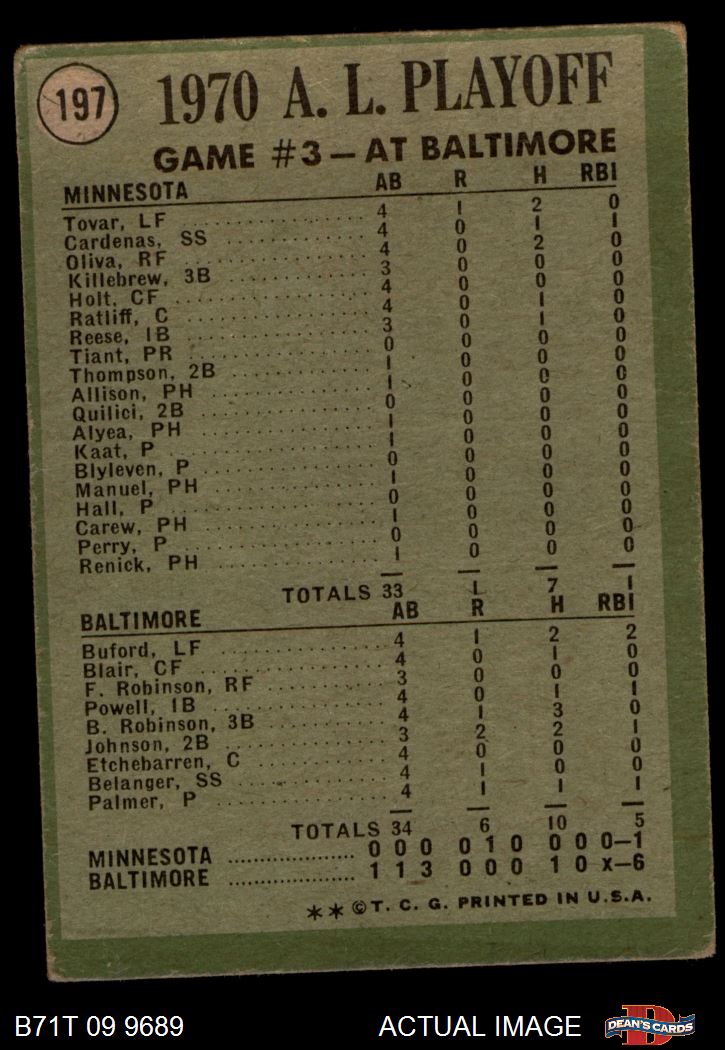 197
1970 A. L. PLAYOFF
GAME #3—AT BALTIMORE
MINNESOTA AB R H RBI
Tovar, LF 4 1 2 0
Cardenas, SS 4 0 1 1
Oliva, RF 4 0 2 0
Killebrew, 3B 3 0 0 0
Holt, CF 4 0 0 0
Ratliff, C 4 0 1 0
Reese, 1B 3 0 1 0
Tiant, PR 0 0 0 0
Thompson, 2B 1 0 0 0
Allison, PH 1 0 0 0
Quilici, 2B 0 0 0 0
Alyea, PH 1 0 0 0
Kaat, P 1 0 0 0
Blyleven, P 0 0 0 0
Manuel, PH 1 0 0 0
Hall, P 0 0 0 0
Carew, PH 1 0 0 0
Perry, P 0 0 0 0
Renick, PH 1 0 0 0
TOTALS 33 1 7 1
BALTIMORE AB R H RBI
Buford, LF 4 1 2 2
Blair, CF 4 0 1 0
F. Robinson, RF 3 0 0 0
Powell, 1B 4 0 1 1
B. Robinson, 3B 4 1 3 0
Johnson, 2B 3 2 2 1
Etchebarren, C 4 0 0 0
Belanger, SS 4 1 0 0
Palmer, P 4 1 1 1
TOTALS 34 6 10 5
MINNESOTA 0 0 0 0 1 0 0 0 0—1
BALTIMORE 1 1 3 0 0 0 1 0 x—6
**©T. C. G. PRINTED IN U.S.A.
B71T 09 9689 ACTUAL IMAGE
DEAN'S CARDS